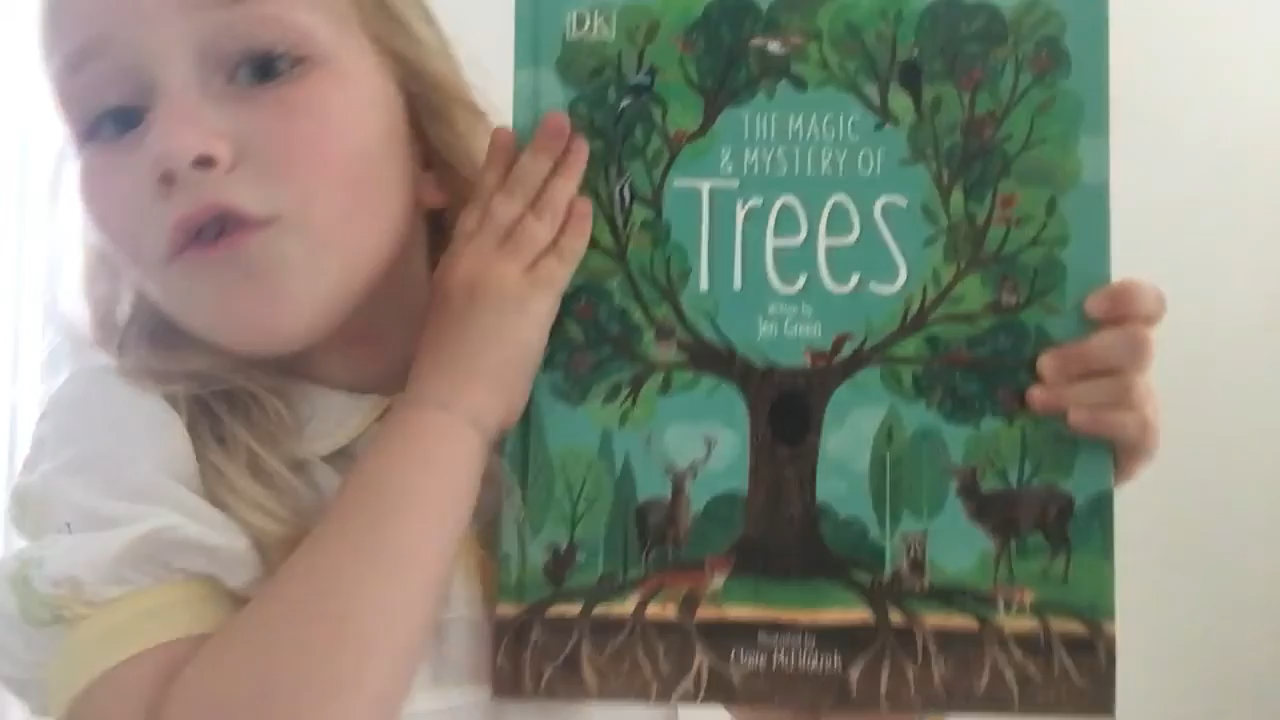 DK
THE MAGIC
& MYSTERY OF
Trees
Written by
Jen Green
Illustrated by
Claire McElfatrick